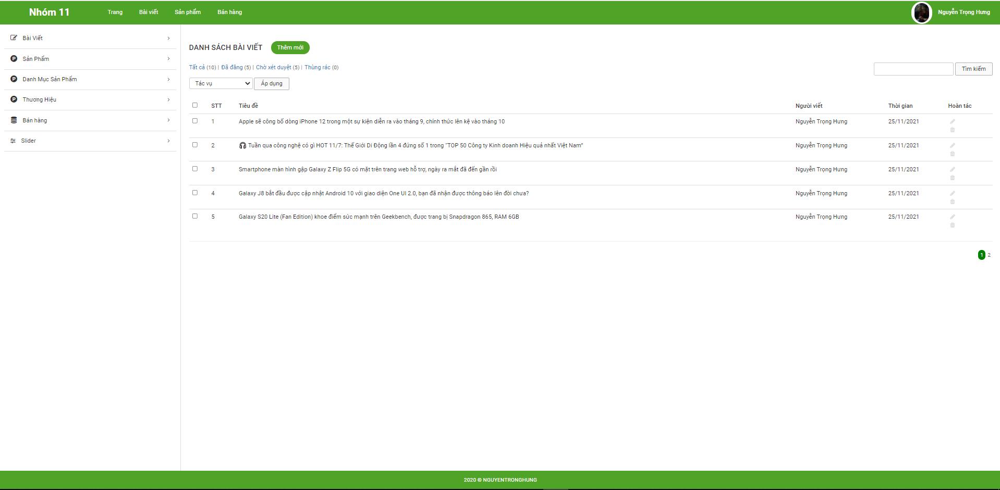 Nhóm 11 Trang Bài viết Sản phẩm Bán hàng Nguyễn Trọng Hưng
Bài Viết
Sản Phẩm
Danh Mục Sản Phẩm
Thương Hiệu
Bán hàng
Slider
DANH SÁCH BÀI VIẾT Thêm mới
Tất cả (10) | Đã đăng (5) | Chờ xét duyệt (5) | Thùng rác (0)
Tìm kiếm
Tác vụ Áp dụng
STT Tiêu đề Người viết Thời gian Hoàn tác
1 Apple sẽ công bố dòng iPhone 12 trong một sự kiện diễn ra vào tháng 9, chính thức lên kệ vào tháng 10 Nguyễn Trọng Hưng 25/11/2021
2 🎧 Tuần qua công nghệ có gì HOT 11/7: Thế Giới Di Động lần 4 đứng số 1 trong “TOP 50 Công ty Kinh doanh Hiệu quả nhất Việt Nam” Nguyễn Trọng Hưng 25/11/2021
3 Smartphone màn hình gập Galaxy Z Flip 5G có mặt trên trang web hỗ trợ, ngày ra mắt đã đến gần rồi Nguyễn Trọng Hưng 25/11/2021
4 Galaxy J8 bắt đầu được cập nhật Android 10 với giao diện One UI 2.0, bạn đã nhận được thông báo lên đời chưa? Nguyễn Trọng Hưng 25/11/2021
5 Galaxy S20 Lite (Fan Edition) khoe điểm sức mạnh trên Geekbench, được trang bị Snapdragon 865, RAM 6GB Nguyễn Trọng Hưng 25/11/2021
1 2
2020 © NGUYENTRONGHUNG